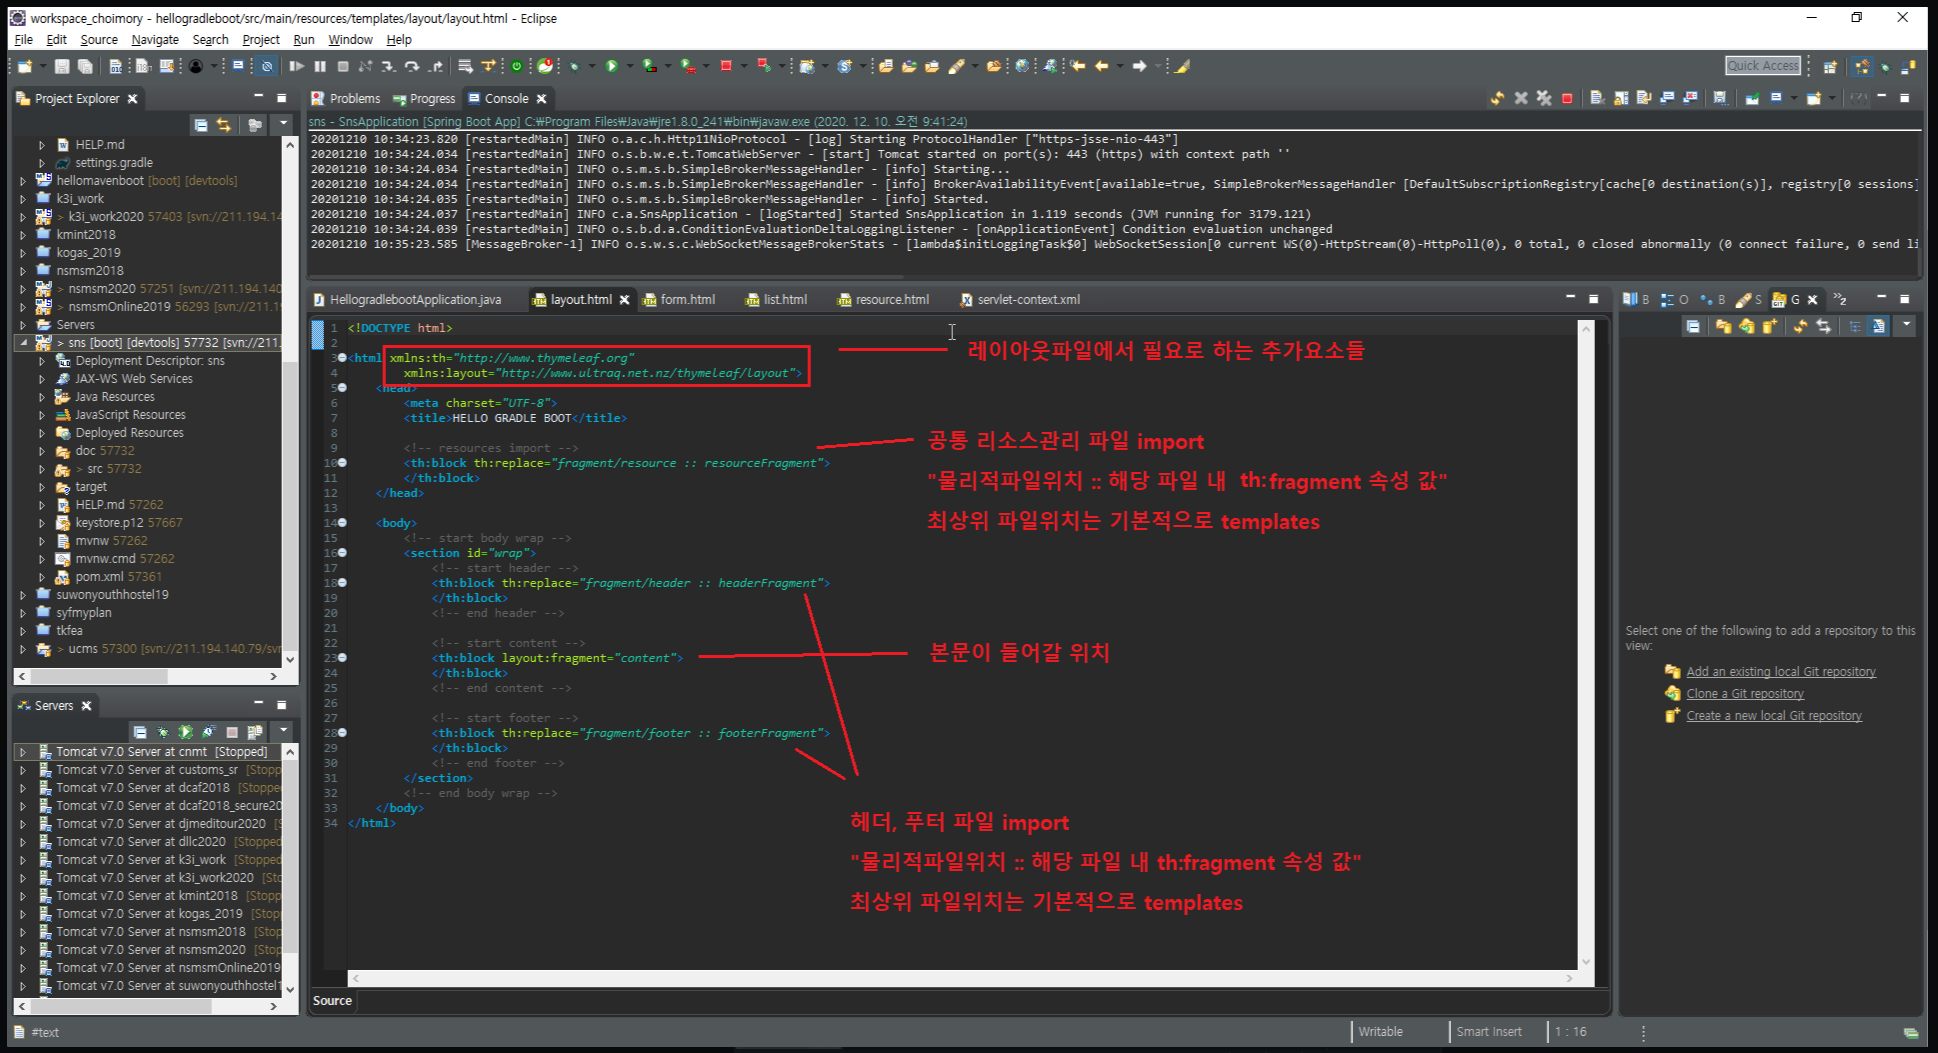 workspace_choimory - hellogradleboot/src/main/resources/templates/layout/layout.html - Eclipse
File Edit Source Navigate Search Project Run Window Help
Quick Access
Project Explorer
HELP.md
settings.gradle
hellomavenboot [boot] [devtools]
k3i_work
> k3i_work2020 57403 [svn://211.194.14
kmint2018
kogas_2019
nsmsm2018
> nsmsm2020 57251 [svn://211.194.140
> nsmsmOnline2019 56293 [svn://211.19
Servers
> sns [boot] [devtools] 57732 [svn://211.
Deployment Descriptor: sns
JAX-WS Web Services
Java Resources
JavaScript Resources
Deployed Resources
doc 57732
> src 57732
target
HELP.md 57262
keystore.p12 57667
mvnw 57262
mvnw.cmd 57262
pom.xml 57361
suwonyouthhostel19
syfmyplan
tkfea
> ucms 57300 [svn://211.194.140.79/svr
Servers
Tomcat v7.0 Server at cnmt [Stopped]
Tomcat v7.0 Server at customs_sr [Stopp
Tomcat v7.0 Server at dcaf2018 [Stoppe
Tomcat v7.0 Server at dcaf2018_secure20
Tomcat v7.0 Server at djmeditour2020 [S
Tomcat v7.0 Server at dllc2020 [Stopped
Tomcat v7.0 Server at k3i_work [Stopped
Tomcat v7.0 Server at k3i_work2020 [Sto
Tomcat v7.0 Server at kmint2018 [Stopp
Tomcat v7.0 Server at kogas_2019 [Stop
Tomcat v7.0 Server at nsmsm2018 [Stop
Tomcat v7.0 Server at nsmsm2020 [Stop
Tomcat v7.0 Server at nsmsmOnline2019
Tomcat v7.0 Server at suwonyouthhostel1
Problems Progress Console
sns - SnsApplication [Spring Boot App] C:₩Program Files₩Java₩jre1.8.0_241₩bin₩javaw.exe (2020. 12. 10. 오전 9:41:24)
20201210 10:34:23.820 [restartedMain] INFO o.a.c.h.Http11NioProtocol - [log] Starting ProtocolHandler ["https-jsse-nio-443"]
20201210 10:34:24.034 [restartedMain] INFO o.s.b.w.e.t.TomcatWebServer - [start] Tomcat started on port(s): 443 (https) with context path ''
20201210 10:34:24.034 [restartedMain] INFO o.s.m.s.b.SimpleBrokerMessageHandler - [info] Starting...
20201210 10:34:24.034 [restartedMain] INFO o.s.m.s.b.SimpleBrokerMessageHandler - [info] BrokerAvailabilityEvent[available=true, SimpleBrokerMessageHandler [DefaultSubscriptionRegistry[cache[0 destination(s)], registry[0 sessions]
20201210 10:34:24.035 [restartedMain] INFO o.s.m.s.b.SimpleBrokerMessageHandler - [info] Started.
20201210 10:34:24.037 [restartedMain] INFO c.a.SnsApplication - [logStarted] Started SnsApplication in 1.119 seconds (JVM running for 3179.121)
20201210 10:34:24.039 [restartedMain] INFO o.s.b.d.a.ConditionEvaluationDeltaLoggingListener - [onApplicationEvent] Condition evaluation unchanged
20201210 10:35:23.585 [MessageBroker-1] INFO o.s.w.s.c.WebSocketMessageBrokerStats - [lambda$initLoggingTask$0] WebSocketSession[0 current WS(0)-HttpStream(0)-HttpPoll(0), 0 total, 0 closed abnormally (0 connect failure, 0 send li
HellogradlebootApplication.java layout.html form.html list.html resource.html servlet-context.xml
1 <!DOCTYPE html>
2
3 <html xmlns:th="http://www.thymeleaf.org"
4 xmlns:layout="http://www.ultraq.net.nz/thymeleaf/layout">
레이아웃파일에서 필요로 하는 추가요소들
5 <head>
6 <meta charset="UTF-8">
7 <title>HELLO GRADLE BOOT</title>
8
9 <!-- resources import -->
10 <th:block th:replace="fragment/resource :: resourceFragment">
11 </th:block>
12 </head>
공통 리소스관리 파일 import
"물리적파일위치 :: 해당 파일 내 th:fragment 속성 값"
최상위 파일위치는 기본적으로 templates
13
14 <body>
15 <!-- start body wrap -->
16 <section id="wrap">
17 <!-- start header -->
18 <th:block th:replace="fragment/header :: headerFragment">
19 </th:block>
20 <!-- end header -->
21
22 <!-- start content -->
23 <th:block layout:fragment="content">
본문이 들어갈 위치
24 </th:block>
25 <!-- end content -->
26
27 <!-- start footer -->
28 <th:block th:replace="fragment/footer :: footerFragment">
29 </th:block>
30 <!-- end footer -->
31 </section>
32 <!-- end body wrap -->
33 </body>
34 </html>
헤더, 푸터 파일 import
"물리적파일위치 :: 해당 파일 내 th:fragment 속성 값"
최상위 파일위치는 기본적으로 templates
Source
B O B S G »2
Select one of the following to add a repository to this
view:
Add an existing local Git repository
Clone a Git repository
Create a new local Git repository
#text
Writable
Smart Insert
1 : 16